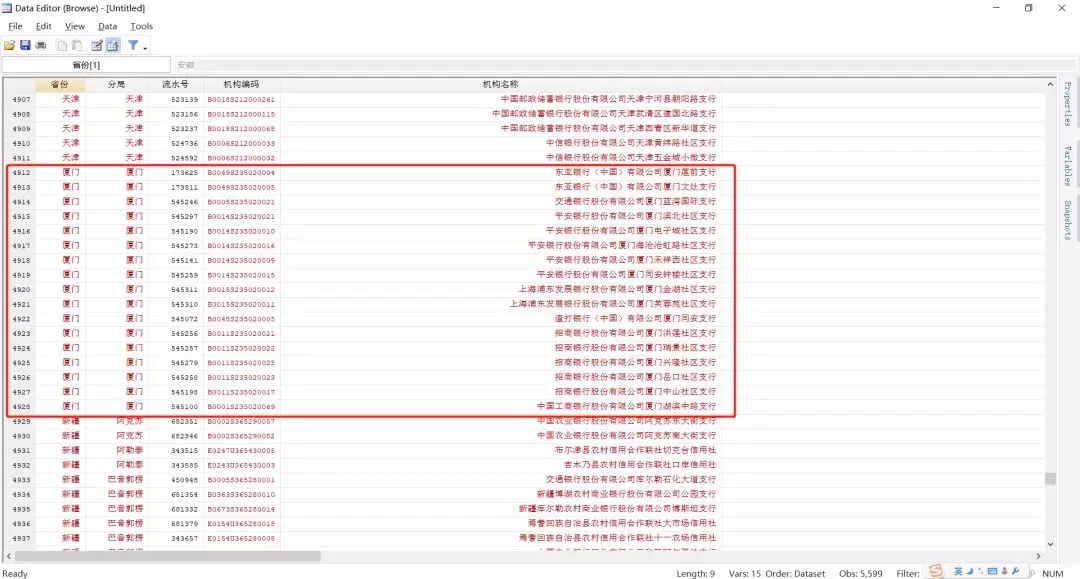 Data Editor (Browse) - [Untitled]
File Edit View Data Tools
省份[1] 安徽
省份 分局 流水号 机构编码 机构名称
4907 天津 天津 523139 B0018S212000261 中国邮政储蓄银行股份有限公司天津宁河县朝阳路支行
4908 天津 天津 523186 B0018S212000115 中国邮政储蓄银行股份有限公司天津武清区建国北路支行
4909 天津 天津 523237 B0018S212000068 中国邮政储蓄银行股份有限公司天津西青区新华道支行
4910 天津 天津 524736 B0006S212000033 中信银行股份有限公司天津黄纬路社区支行
4911 天津 天津 524592 B0006S212000032 中信银行股份有限公司天津五金城小微支行
4912 厦门 厦门 173625 B0049S235020004 东亚银行（中国）有限公司厦门莲前支行
4913 厦门 厦门 173811 B0049S235020005 东亚银行（中国）有限公司厦门文灶支行
4914 厦门 厦门 545246 B0005S235020021 交通银行股份有限公司厦门蓝湾国际支行
4915 厦门 厦门 545297 B0014S235020021 平安银行股份有限公司厦门滨北社区支行
4916 厦门 厦门 545190 B0014S235020010 平安银行股份有限公司厦门电子城社区支行
4917 厦门 厦门 545273 B0014S235020016 平安银行股份有限公司厦门海沧沧虹路社区支行
4918 厦门 厦门 545141 B0014S235020009 平安银行股份有限公司厦门禾祥西社区支行
4919 厦门 厦门 545259 B0014S235020015 平安银行股份有限公司厦门同安钟楼社区支行
4920 厦门 厦门 545311 B0015S235020012 上海浦东发展银行股份有限公司厦门金湖社区支行
4921 厦门 厦门 545310 B0015S235020011 上海浦东发展银行股份有限公司厦门芙蓉苑社区支行
4922 厦门 厦门 545072 B0048S235020005 渣打银行（中国）有限公司厦门同安支行
4923 厦门 厦门 545256 B0011S235020021 招商银行股份有限公司厦门洪莲社区支行
4924 厦门 厦门 545257 B0011S235020022 招商银行股份有限公司厦门瑞景社区支行
4925 厦门 厦门 545279 B0011S235020025 招商银行股份有限公司厦门兴隆社区支行
4926 厦门 厦门 545258 B0011S235020023 招商银行股份有限公司厦门岳口社区支行
4927 厦门 厦门 545198 B0011S235020017 招商银行股份有限公司厦门中山社区支行
4928 厦门 厦门 545100 B0001S235020069 中国工商银行股份有限公司厦门湖滨中路支行
4929 新疆 阿克苏 682351 B0002S365290057 中国农业银行股份有限公司阿克苏东大街支行
4930 新疆 阿克苏 682346 B0002S365290052 中国农业银行股份有限公司阿克苏南大街支行
4931 新疆 阿勒泰 343515 E0247U365430005 布尔津县农村信用合作联社切克台信用社
4932 新疆 阿勒泰 343585 E0243U365430003 吉木乃县农村信用合作联社口岸信用社
4933 新疆 巴音郭楞 450948 B0005S365280001 交通银行股份有限公司库尔勒石化大道支行
4934 新疆 巴音郭楞 681354 B0363S365280010 新疆博湖农村商业银行股份有限公司公园支行
4935 新疆 巴音郭楞 681332 B0673S365280014 新疆库尔勒农村商业银行股份有限公司博斯坦支行
4936 新疆 巴音郭楞 681379 E0154U365280018 焉耆回族自治县农村信用合作联社大市场信用社
4937 新疆 巴音郭楞 343657 E0154U365280008 焉耆回族自治县农村信用合作联社十一农场信用社
Properties
Variables
Snapshots
Ready Length: 9 Vars: 15 Order: Dataset Obs: 5,599 Filter: 英 NUM